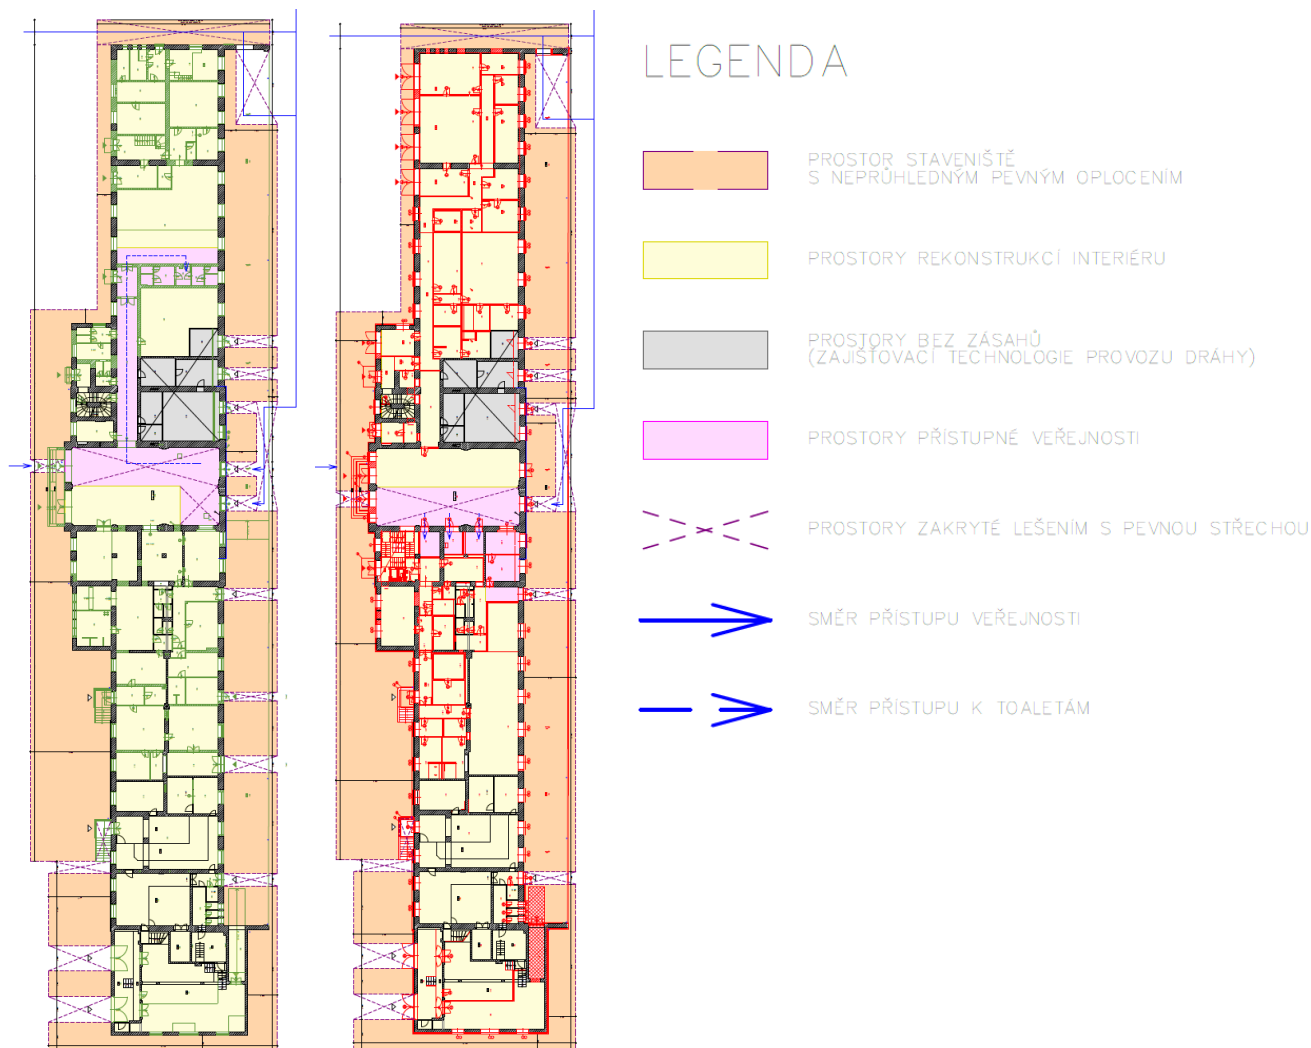 LEGENDA
PROSTOR STAVENIŠTĚ
S NEPRŮHLEDNÝM PEVNÝM OPLOCENÍM
PROSTORY REKONSTRUKCÍ INTERIÉRU
PROSTORY BEZ ZÁSAHŮ
(ZAJIŠŤOVACÍ TECHNOLOGIE PROVOZU DRÁHY)
PROSTORY PŘÍSTUPNÉ VEŘEJNOSTI
PROSTORY ZAKRYTÉ LEŠENÍM S PEVNOU STŘECHOU
SMĚR PŘÍSTUPU VEŘEJNOSTI
SMĚR PŘÍSTUPU K TOALETÁM